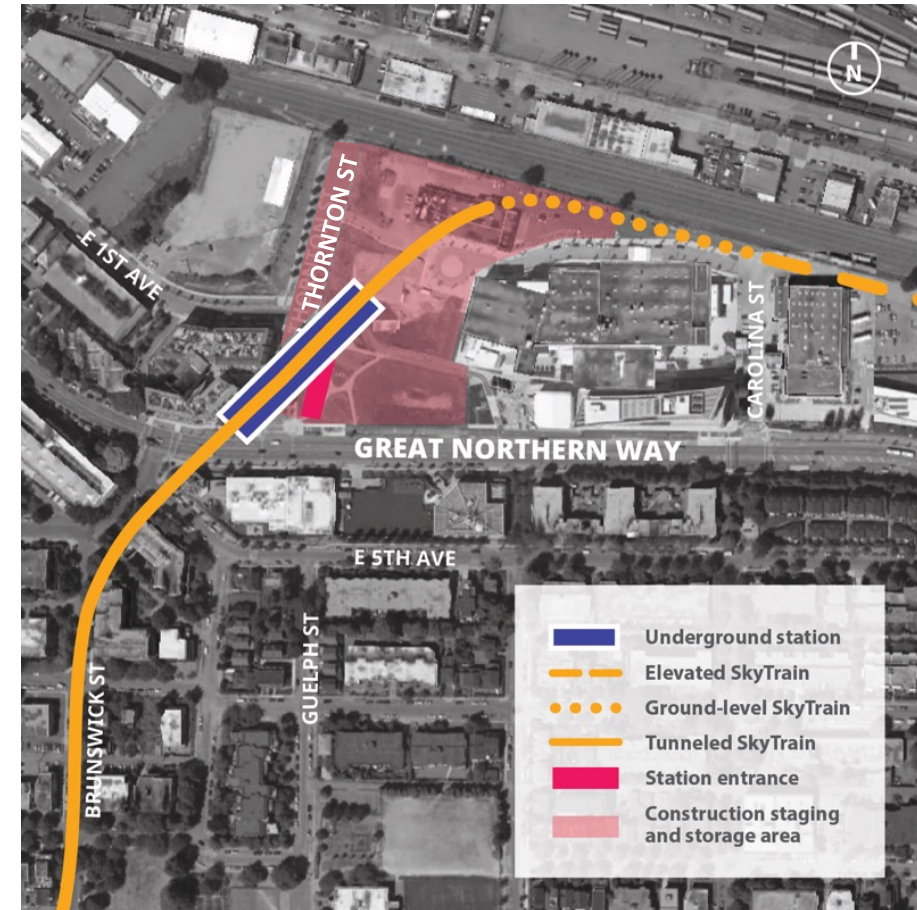 N
THORNTON ST
E 1ST AVE
CAROLINA ST
GREAT NORTHERN WAY
E 5TH AVE
GUELPH ST
BRUNSWICK ST
Underground station
Elevated SkyTrain
Ground-level SkyTrain
Tunneled SkyTrain
Station entrance
Construction staging
and storage area